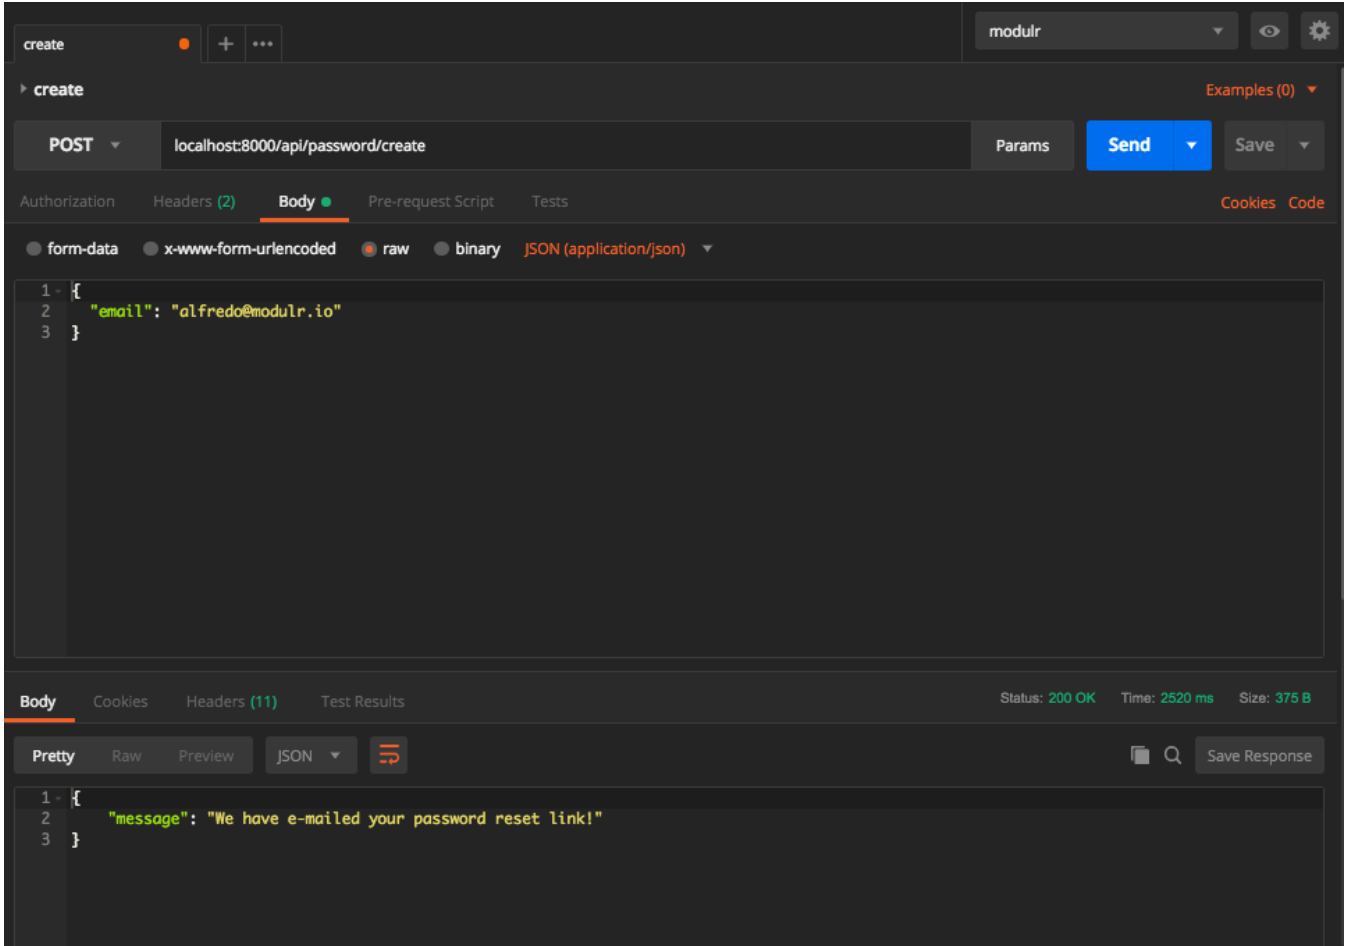 create
modulr
create
Examples (0)
POST localhost:8000/api/password/create Params Send Save
Authorization Headers (2) Body Pre-request Script Tests Cookies Code
form-data x-www-form-urlencoded raw binary JSON (application/json)
1 {
2 "email": "alfredo@modulr.io"
3 }
Body Cookies Headers (11) Test Results Status: 200 OK Time: 2520 ms Size: 375 B
Pretty Raw Preview JSON Save Response
1 {
2 "message": "We have e-mailed your password reset link!"
3 }